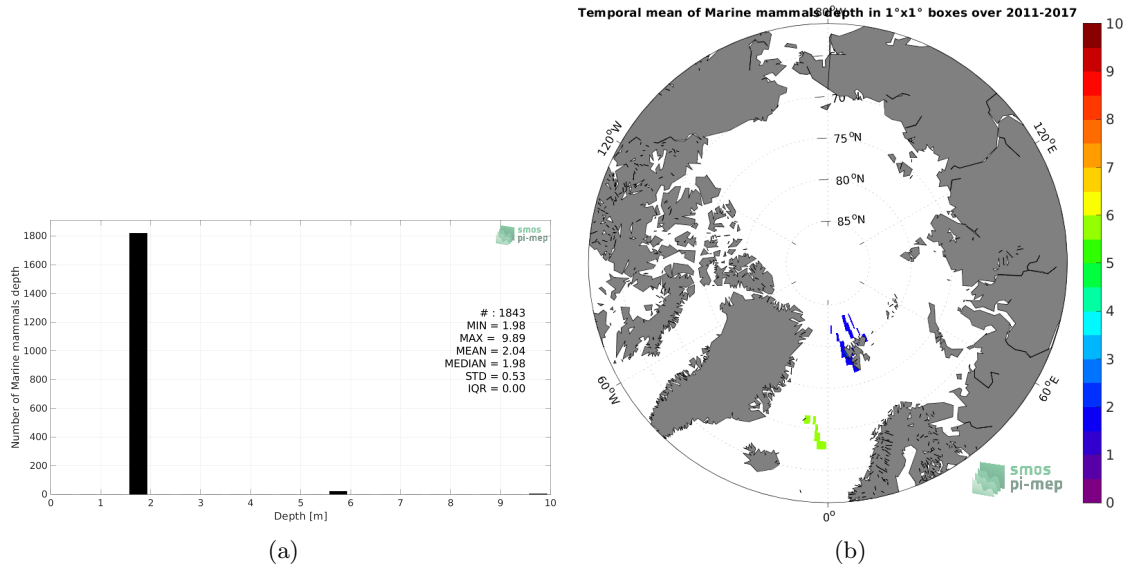 Number of Marine mammals depth
1800
1600
1400
1200
1000
800
600
400
200
0
0 1 2 3 4 5 6 7 8 9 10
Depth [m]
smos
pi-mep
# : 1843
MIN = 1.98
MAX = 9.89
MEAN = 2.04
MEDIAN = 1.98
STD = 0.53
IQR = 0.00
(a)
Temporal mean of Marine mammals depth in 1°x1° boxes over 2011-2017
180°W
120°W
120°E
70°N
75°N
80°N
85°N
60°W
60°E
0°
smos
pi-mep
10
9
8
7
6
5
4
3
2
1
0
(b)